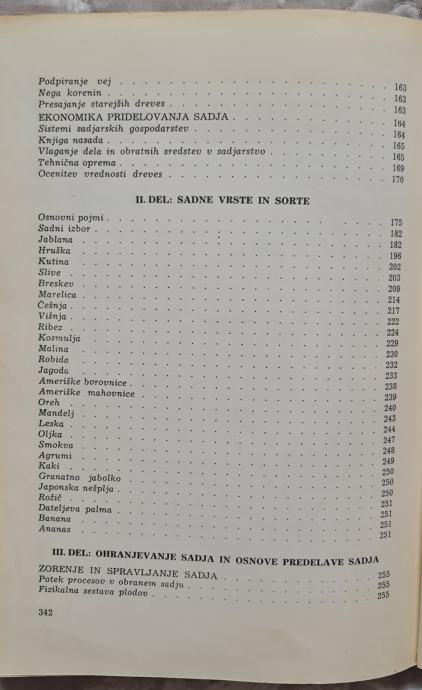 Podpiranje vej . . . 163
Nega korenin . . . 163
Presajanje starejših dreves . . . 163
EKONOMIKA PRIDELOVANJA SADJA . . . 164
Sistemi sadjarskih gospodarstev . . . 164
Knjiga nasada . . . 165
Vlaganje dela in obratnih sredstev v sadjarstvo . . . 165
Tehnična oprema . . . 169
Ocenitev vrednosti dreves . . . 170
II. DEL: SADNE VRSTE IN SORTE
Osnovni pojmi . . . 175
Sadni izbor . . . 182
Jablana . . . 182
Hruška . . . 196
Kutina . . . 202
Slive . . . 203
Breskev . . . 209
Marelica . . . 214
Češnja . . . 217
Višnja . . . 222
Ribez . . . 224
Kosmulja . . . 229
Malina . . . 230
Robida . . . 232
Jagoda . . . 233
Ameriške borovnice . . . 238
Ameriške mahovnice . . . 239
Oreh . . . 240
Mandelj . . . 243
Leska . . . 244
Oljka . . . 247
Smokva . . . 248
Agrumi . . . 249
Kaki . . . 250
Granatno jabolko . . . 250
Japonska nešplja . . . 250
Rožič . . . 251
Dateljeva palma . . . 251
Banana . . . 251
Ananas . . . 251
III. DEL: OHRANJEVANJE SADJA IN OSNOVE PREDELAVE SADJA
ZORENJE IN SPRAVLJANJE SADJA . . . 255
Potek procesov v obranem sadju . . . 255
Fizikalna sestava plodov . . . 255
342